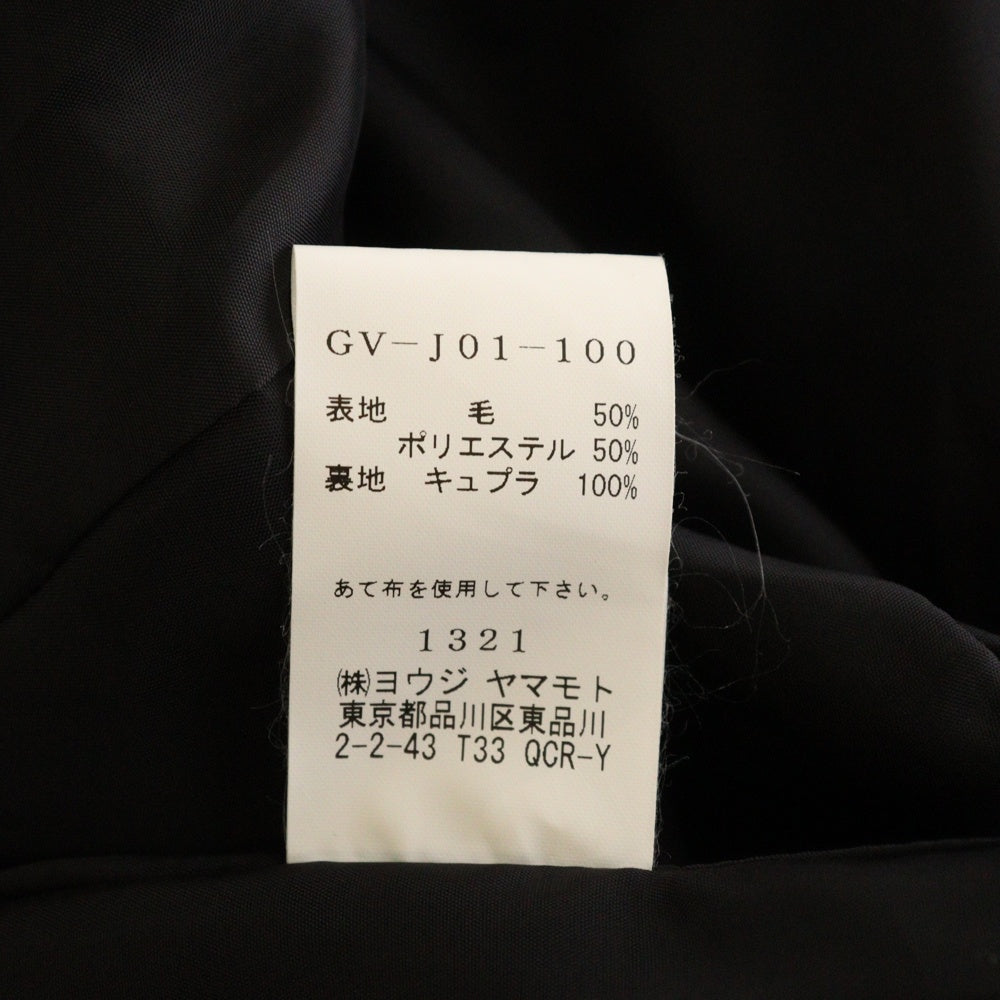 GV-J01-100
表地 毛 50%
ポリエステル 50%
裏地 キュプラ 100%
あて布を使用して下さい。
1321
㈱ヨウジ ヤマモト
東京都品川区東品川
2-2-43 T33 QCR-Y